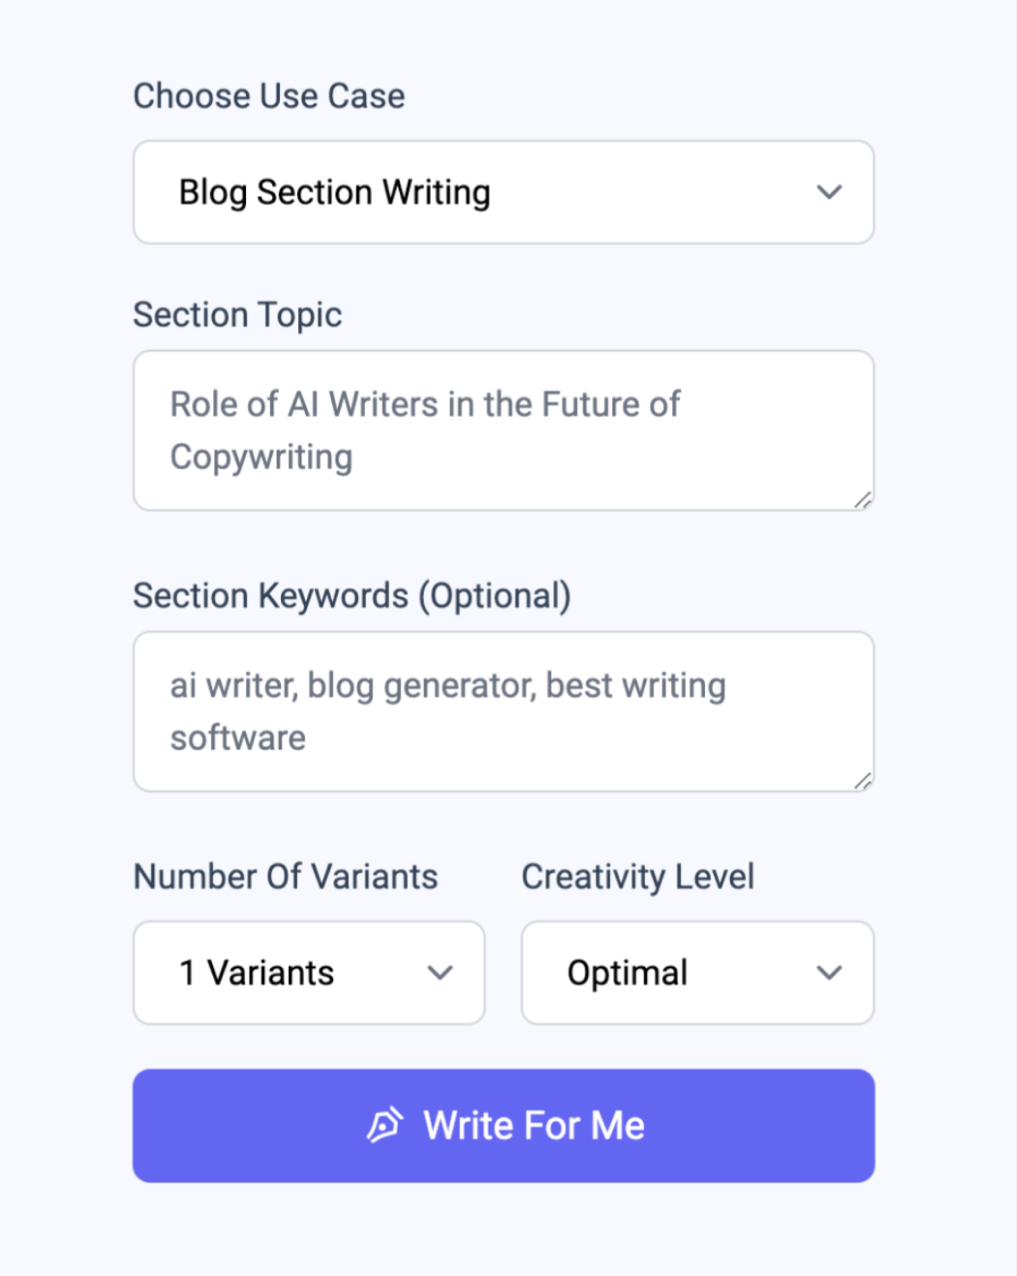 Choose Use Case
Blog Section Writing
Section Topic
Role of AI Writers in the Future of
Copywriting
Section Keywords (Optional)
ai writer, blog generator, best writing
software
Number Of Variants
Creativity Level
1 Variants
Optimal
Write For Me